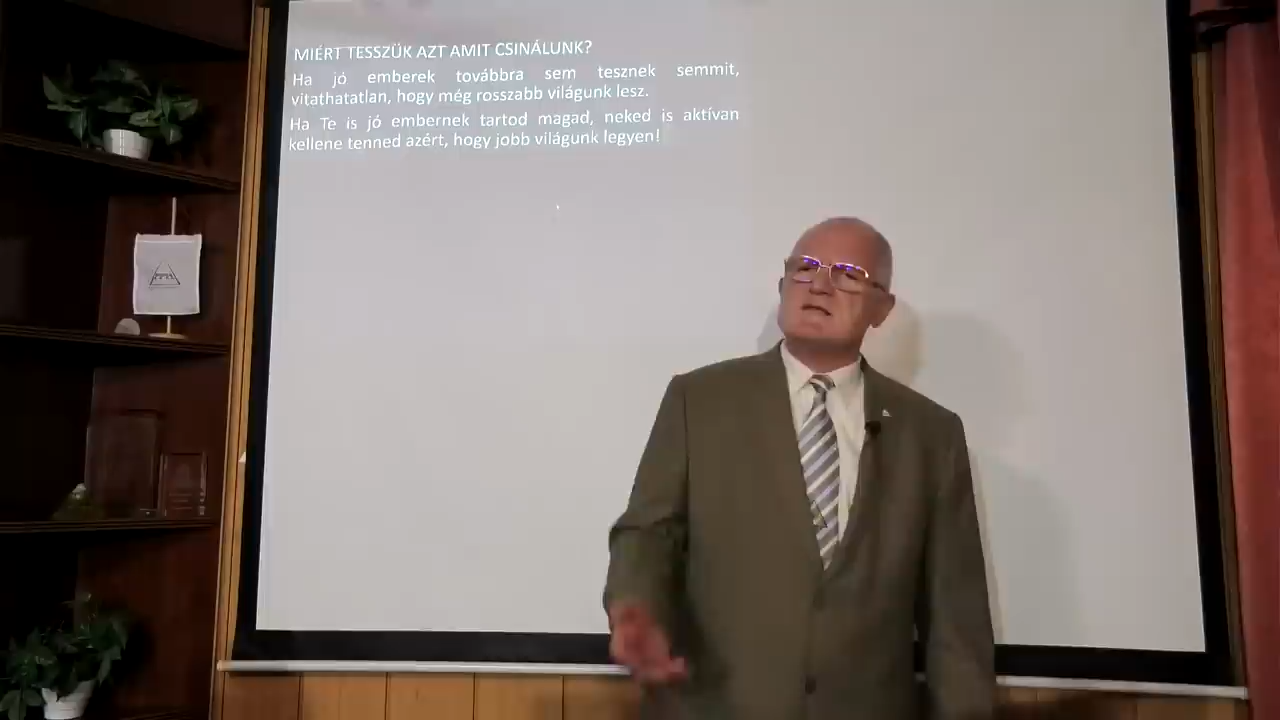 MIÉRT TESSZÜK AZT AMIT CSINÁLUNK?
Ha jó emberek továbbra sem tesznek semmit,
vitathatatlan, hogy még rosszabb világunk lesz.
Ha Te is jó embernek tartod magad, neked is aktívan
kellene tenned azért, hogy jobb világunk legyen!